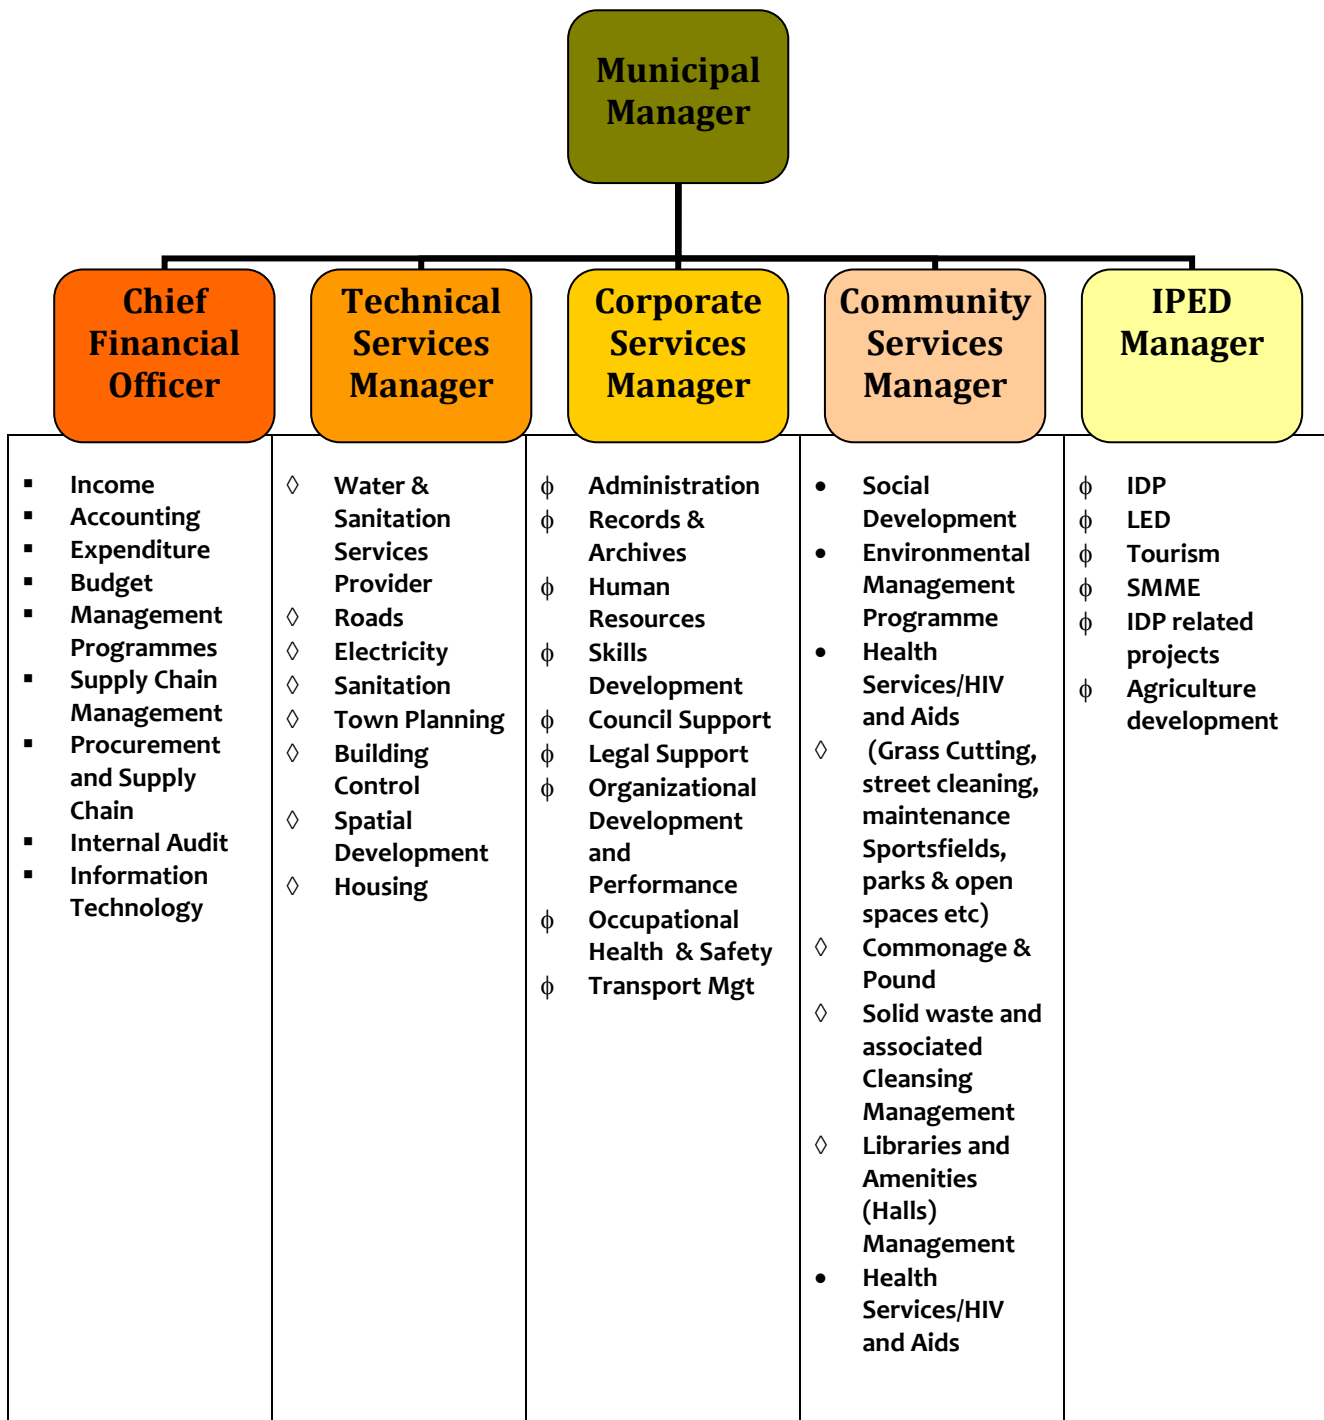 Municipal
Manager
Chief
Financial
Officer
Technical
Services
Manager
Corporate
Services
Manager
Community
Services
Manager
IPED
Manager
▪ Income
▪ Accounting
▪ Expenditure
▪ Budget
▪ Management
Programmes
▪ Supply Chain
Management
▪ Procurement
and Supply
Chain
▪ Internal Audit
▪ Information
Technology
◊ Water &
Sanitation
Services
Provider
◊ Roads
◊ Electricity
◊ Sanitation
◊ Town Planning
◊ Building
Control
◊ Spatial
Development
◊ Housing
ϕ Administration
ϕ Records &
Archives
ϕ Human
Resources
ϕ Skills
Development
ϕ Council Support
ϕ Legal Support
ϕ Organizational
Development
and
Performance
ϕ Occupational
Health & Safety
ϕ Transport Mgt
• Social
Development
• Environmental
Management
Programme
• Health
Services/HIV
and Aids
◊ (Grass Cutting,
street cleaning,
maintenance
Sportsfields,
parks & open
spaces etc)
◊ Commonage &
Pound
◊ Solid waste and
associated
Cleansing
Management
◊ Libraries and
Amenities
(Halls)
Management
• Health
Services/HIV
and Aids
ϕ IDP
ϕ LED
ϕ Tourism
ϕ SMME
ϕ IDP related
projects
ϕ Agriculture
development